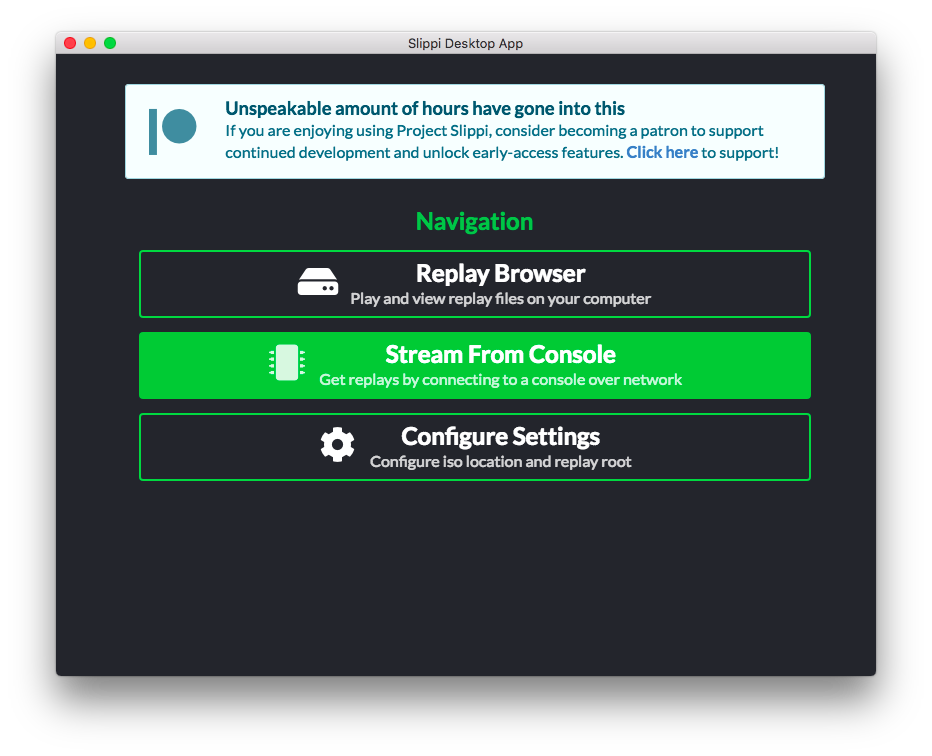 Slippi Desktop App
Unspeakable amount of hours have gone into this
If you are enjoying using Project Slippi, consider becoming a patron to support
continued development and unlock early-access features. Click here to support!
Navigation
Replay Browser
Play and view replay files on your computer
Stream From Console
Get replays by connecting to a console over network
Configure Settings
Configure iso location and replay root